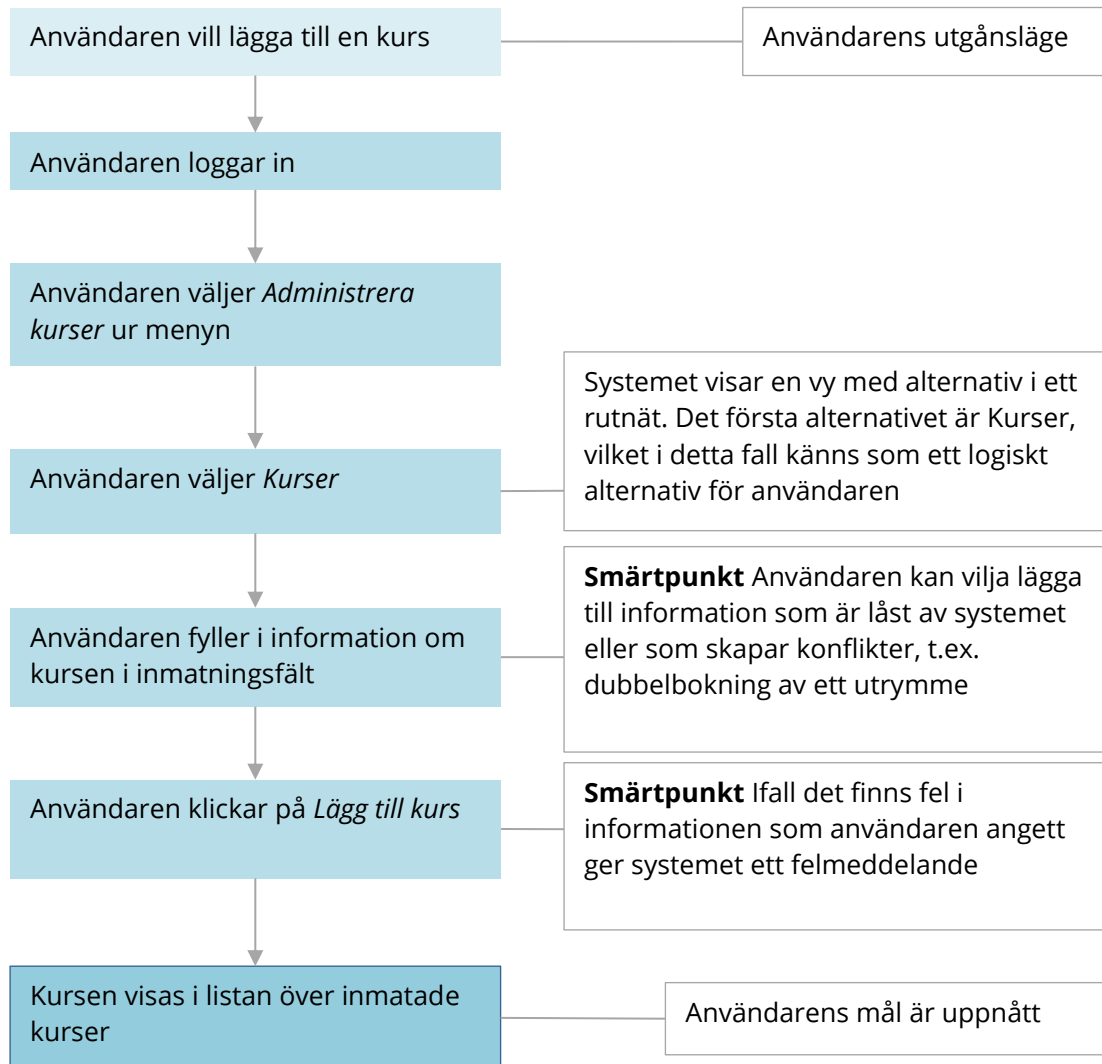 Användaren vill lägga till en kurs
Användarens utgånsläge
Användaren loggar in
Användaren väljer Administrera
kurser ur menyn
Användaren väljer Kurser
Systemet visar en vy med alternativ i ett
rutnät. Det första alternativet är Kurser,
vilket i detta fall känns som ett logiskt
alternativ för användaren
Användaren fyller i information om
kursen i inmatningsfält
Smärtpunkt Användaren kan vilja lägga
till information som är låst av systemet
eller som skapar konflikter, t.ex.
dubbelbokning av ett utrymme
Användaren klickar på Lägg till kurs
Smärtpunkt Ifall det finns fel i
informationen som användaren angett
ger systemet ett felmeddelande
Kursen visas i listan över inmatade
kurser
Användarens mål är uppnått